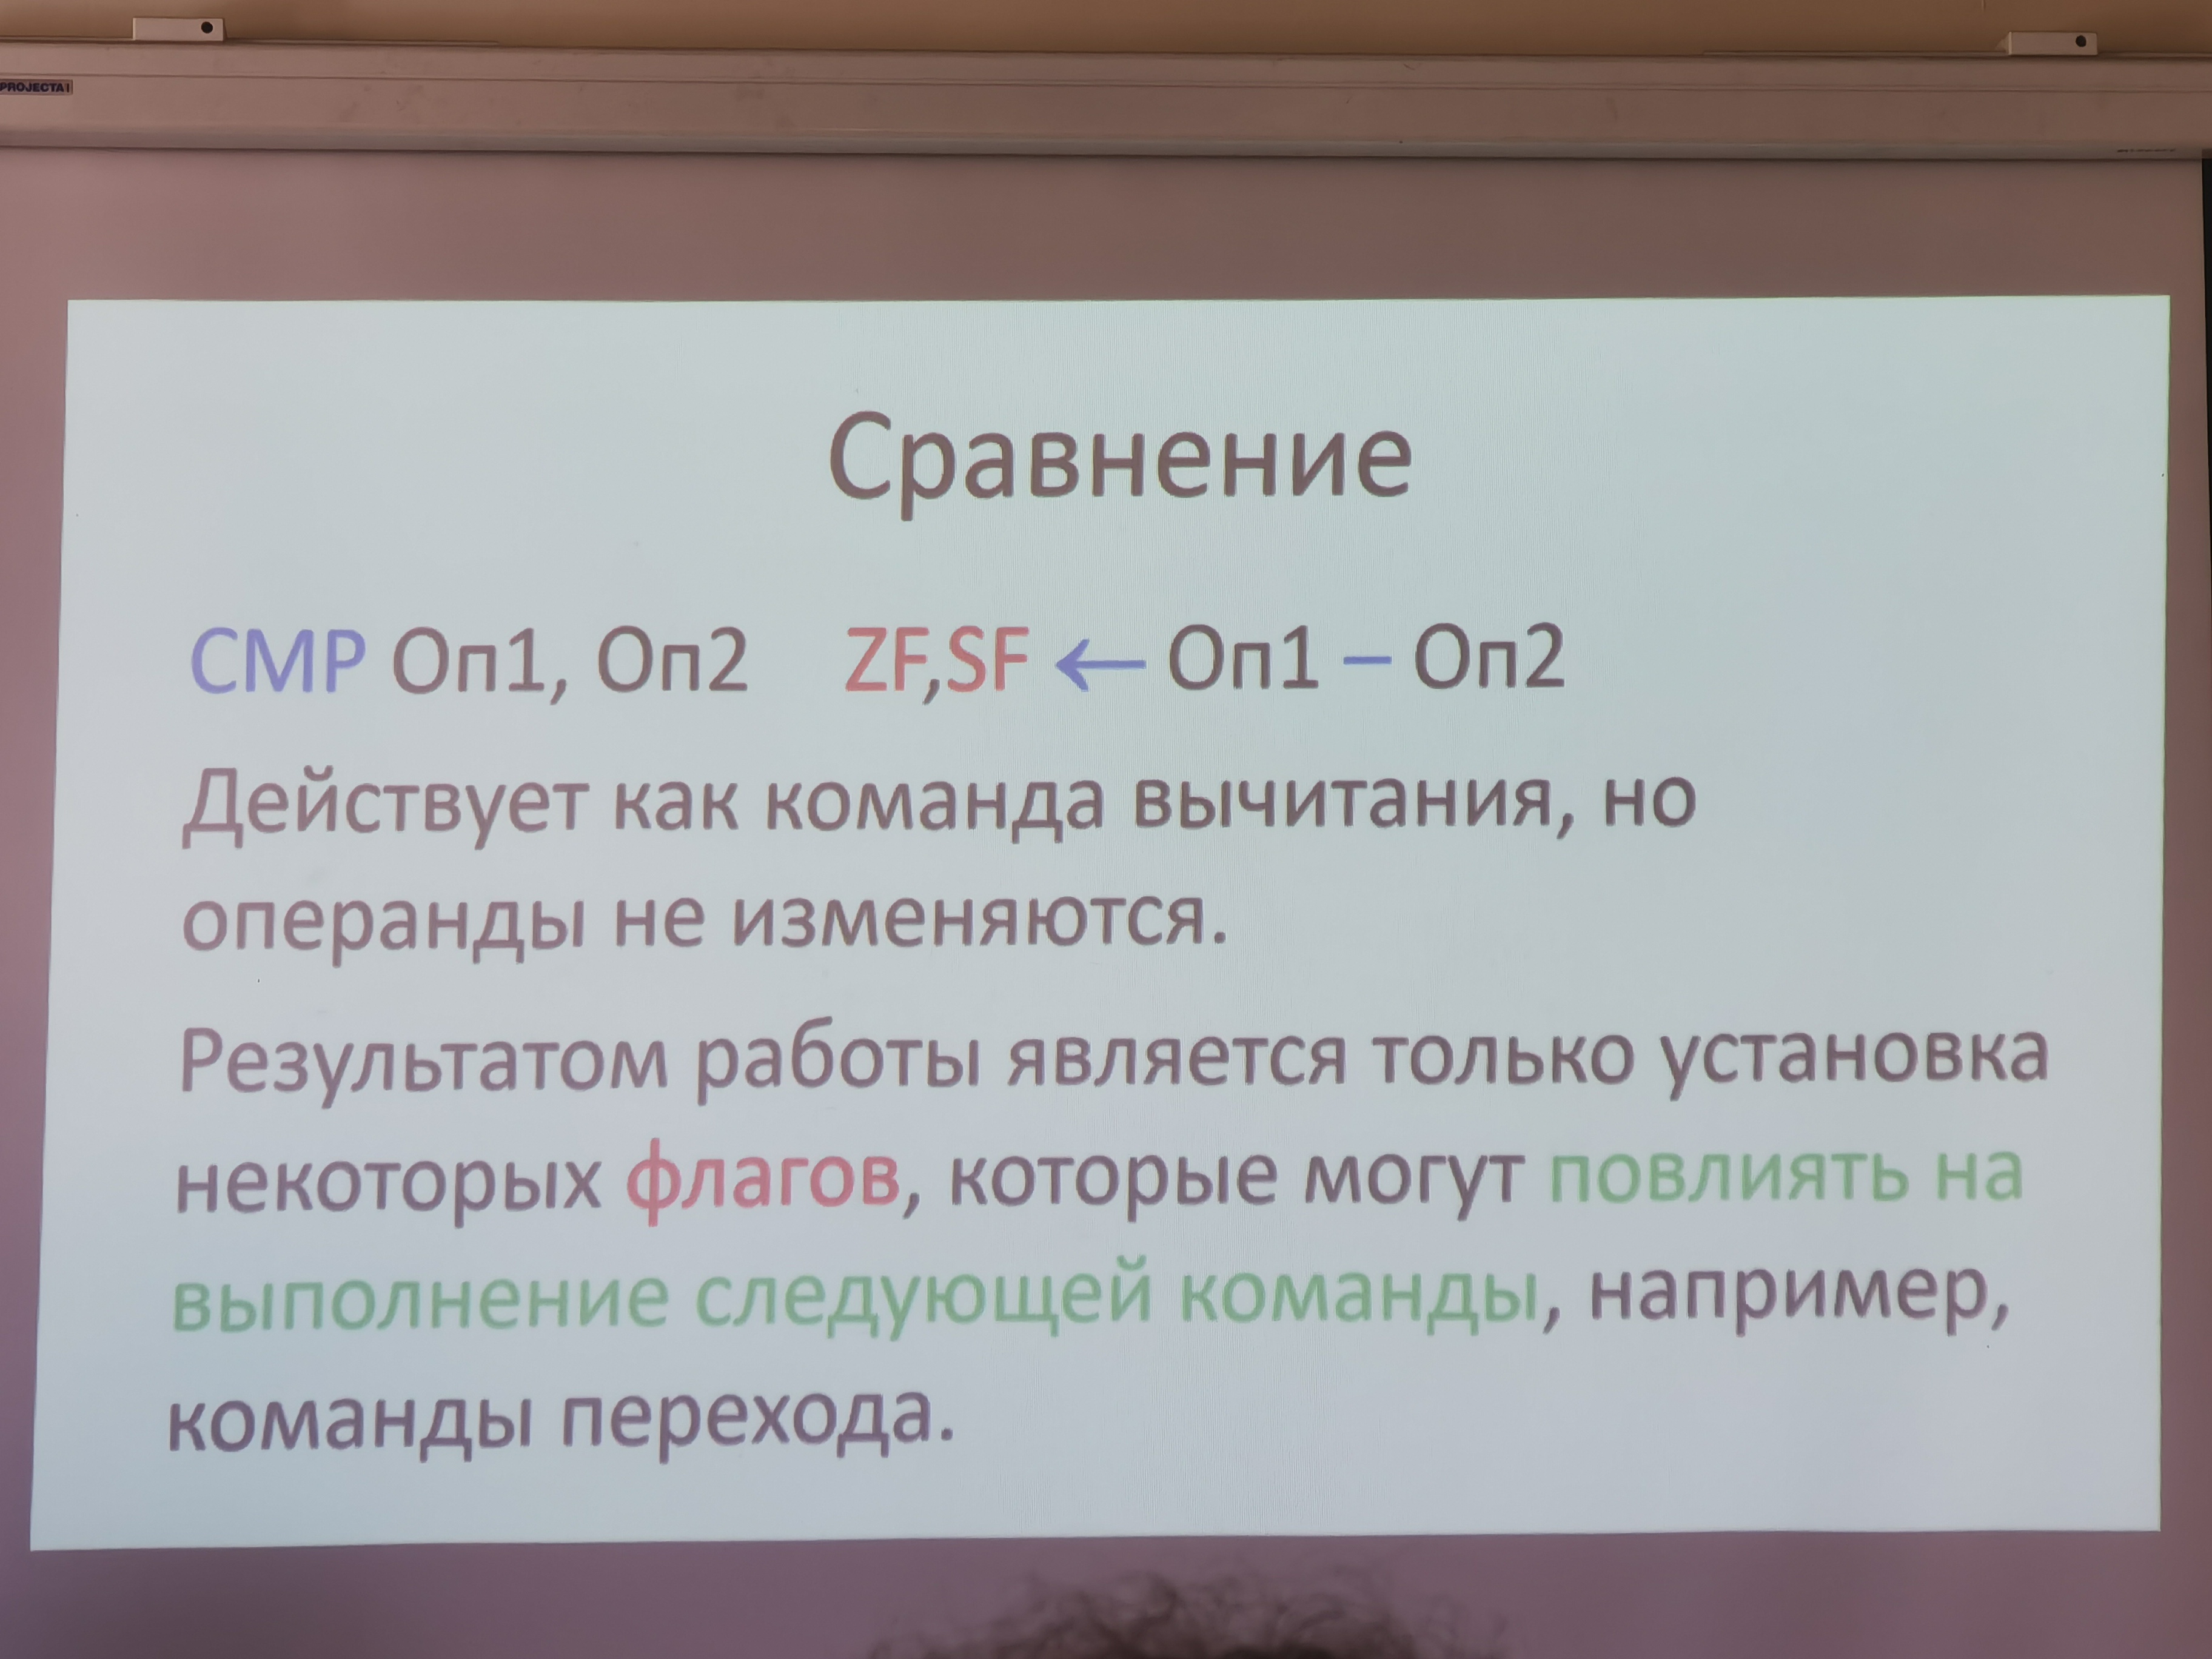 PROJECTA
Сравнение
CMP Оп1, Оп2 ZF,SF ← Оп1 – Оп2
Действует как команда вычитания, но
операнды не изменяются.
Результатом работы является только установка
некоторых флагов, которые могут повлиять на
выполнение следующей команды, например,
команды перехода.